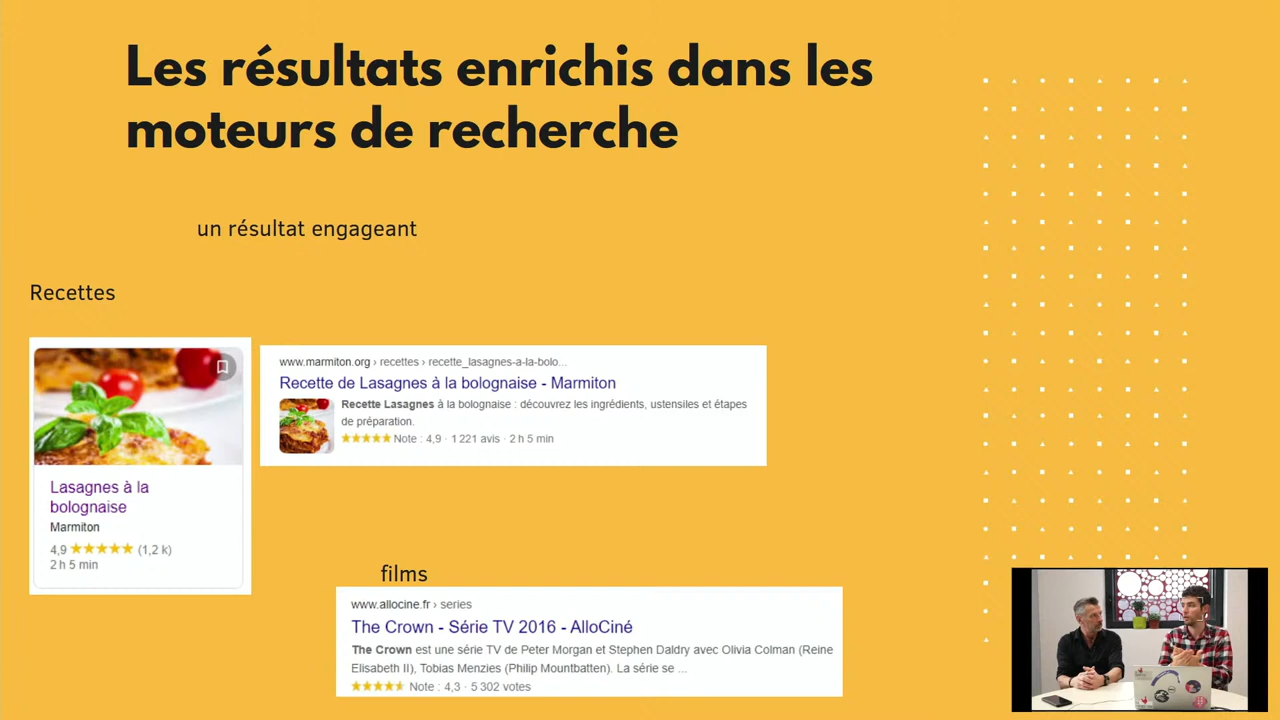 Les résultats enrichis dans les
moteurs de recherche
un résultat engageant
Recettes
Lasagnes à la
bolognaise
Marmiton
4,9 ★★★★★ (1,2 k)
2 h 5 min
www.marmiton.org › recettes › recette_lasagnes-a-la-bolo...
Recette de Lasagnes à la bolognaise - Marmiton
Recette Lasagnes à la bolognaise : découvrez les ingrédients, ustensiles et étapes
de préparation.
★★★★★ Note : 4,9 · 1 221 avis · 2 h 5 min
films
www.allocine.fr › series
The Crown - Série TV 2016 - AlloCiné
The Crown est une série TV de Peter Morgan et Stephen Daldry avec Olivia Colman (Reine
Elisabeth II), Tobias Menzies (Philip Mountbatten). La série se ...
★★★★★ Note : 4,3 · 5 302 votes